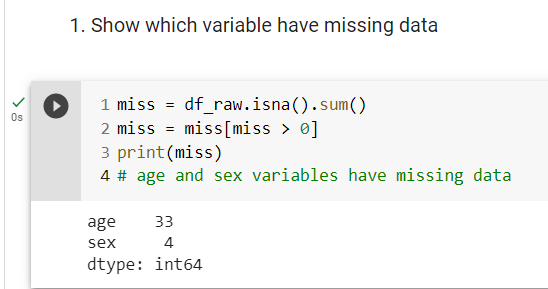 1. Show which variable have missing data
0s
1 miss = df_raw.isna().sum()
2 miss = miss[miss > 0]
3 print(miss)
4 # age and sex variables have missing data
age    33
sex     4
dtype: int64